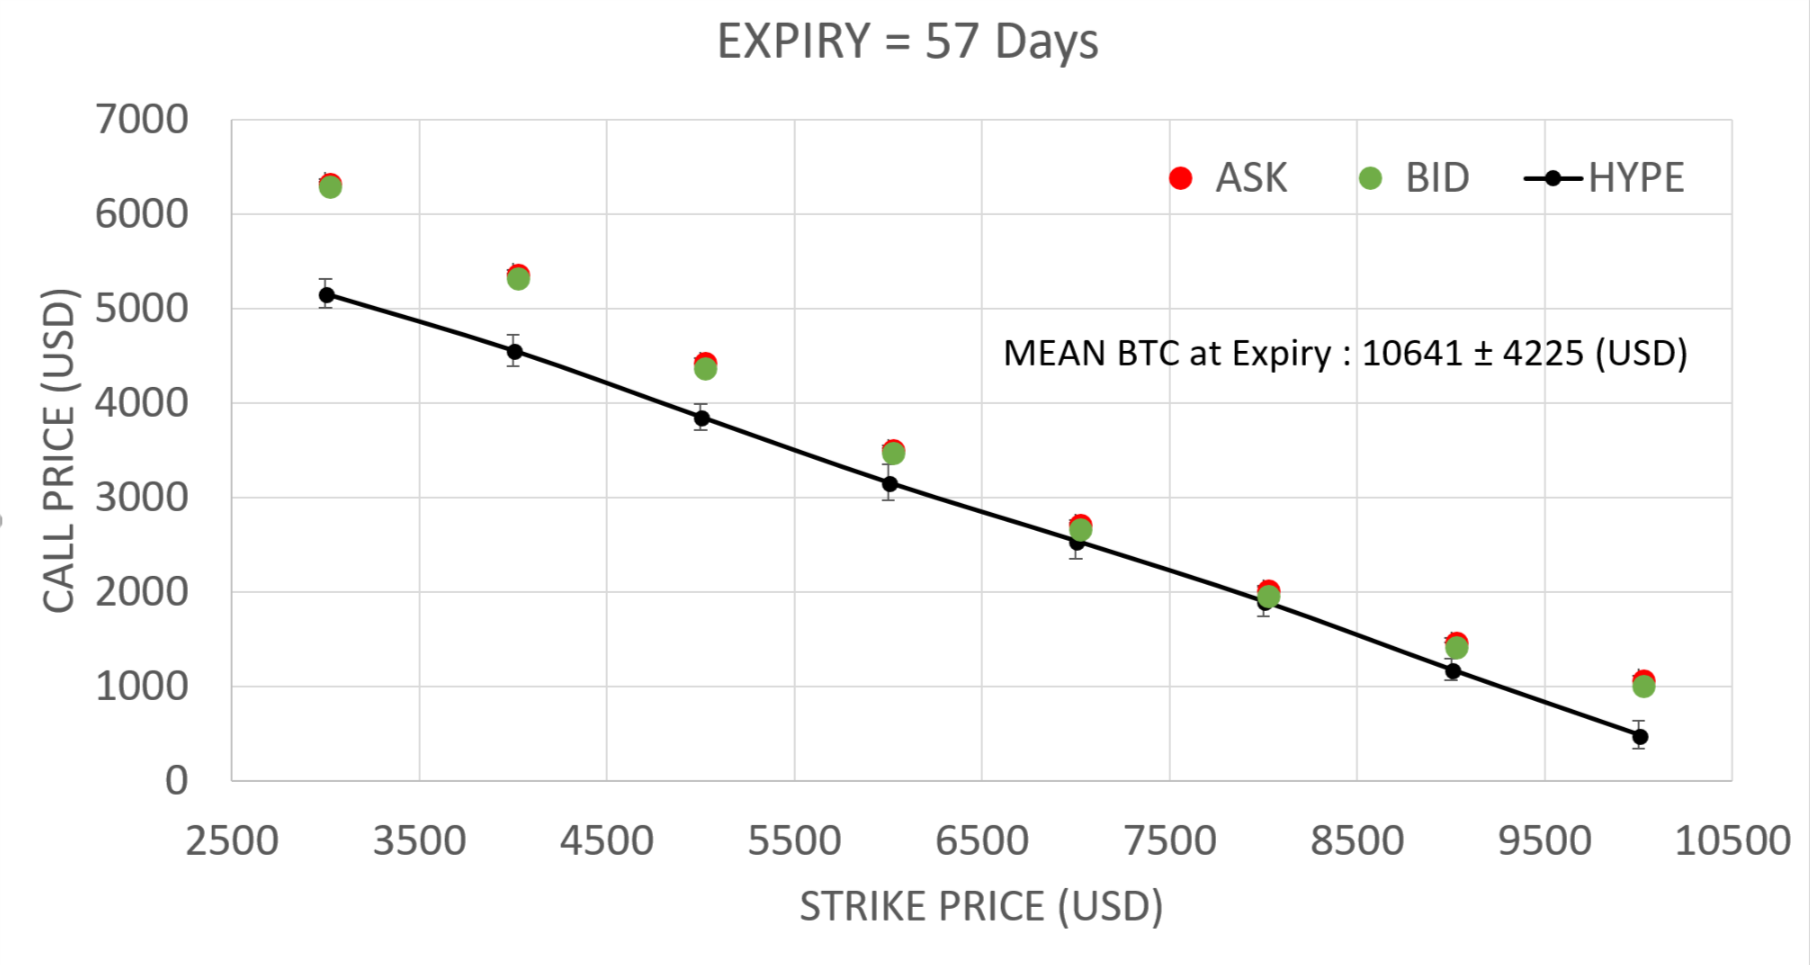 EXPIRY = 57 Days
7000
6000
5000
4000
3000
2000
1000
0
CALL PRICE (USD)
ASK BID HYPE
MEAN BTC at Expiry : 10641 ± 4225 (USD)
2500 3500 4500 5500 6500 7500 8500 9500 10500
STRIKE PRICE (USD)